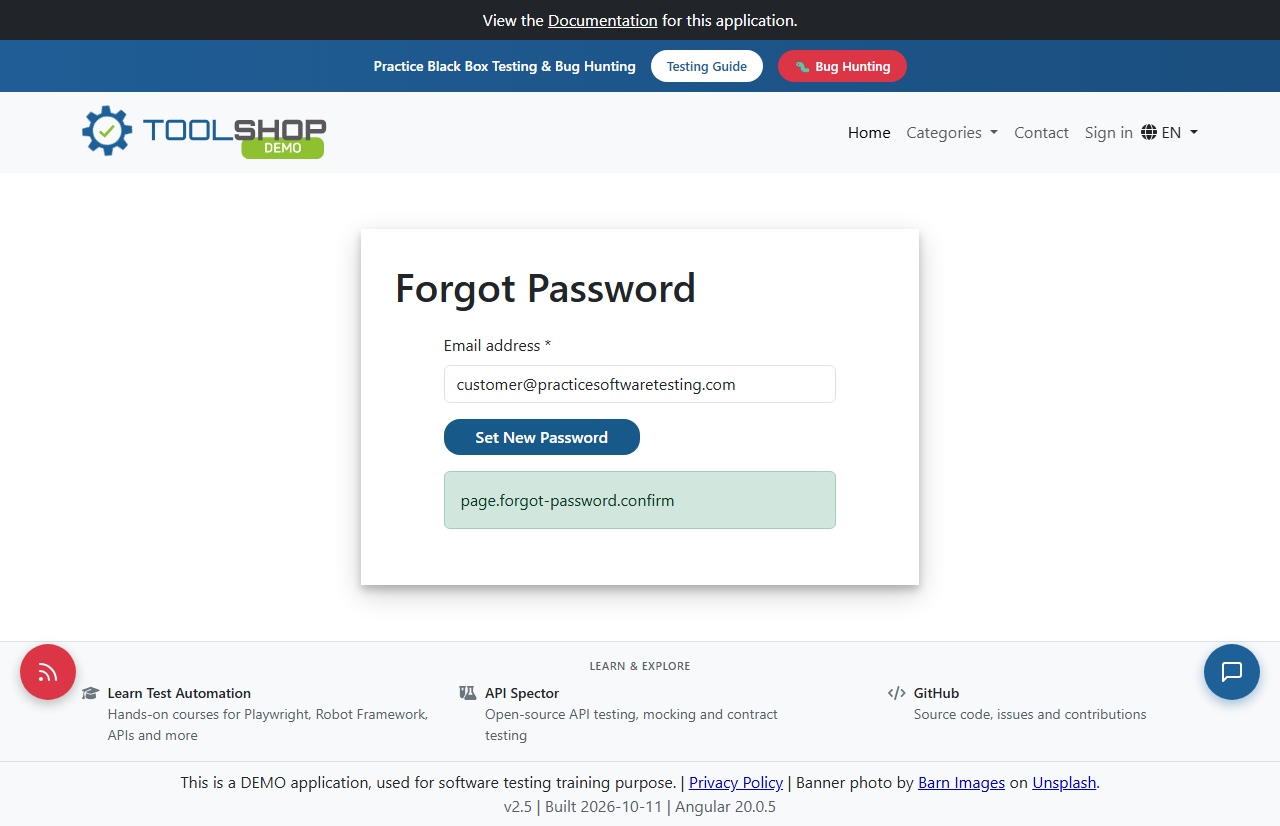 View the Documentation for this application.
Practice Black Box Testing & Bug Hunting Testing Guide Bug Hunting
TOOLSHOP
DEMO
Home Categories Contact Sign in EN
Forgot Password
Email address *
customer@practicesoftwaretesting.com
Set New Password
page.forgot-password.confirm
LEARN & EXPLORE
Learn Test Automation
Hands-on courses for Playwright, Robot Framework,
APIs and more
API Spector
Open-source API testing, mocking and contract
testing
GitHub
Source code, issues and contributions
This is a DEMO application, used for software testing training purpose. | Privacy Policy | Banner photo by Barn Images on Unsplash.
v2.5 | Built 2026-10-11 | Angular 20.0.5